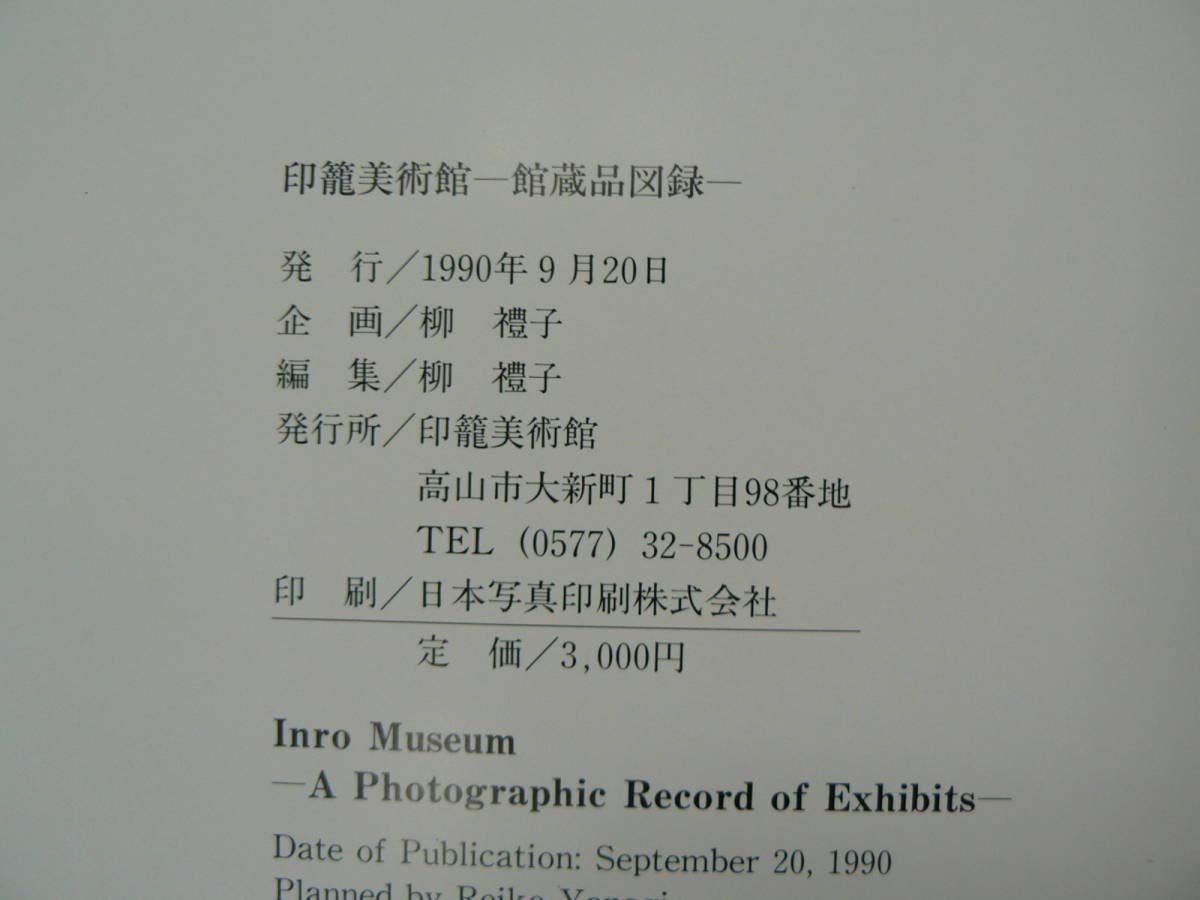 印籠美術館―館蔵品図録―
発　行／1990年9月20日
企　画／柳　禮子
編　集／柳　禮子
発行所／印籠美術館
高山市大新町1丁目98番地
TEL (0577) 32-8500
印　刷／日本写真印刷株式会社
定　価／3,000円
Inro Museum
—A Photographic Record of Exhibits—
Date of Publication: September 20, 1990
Planned by Reiko Yanagi